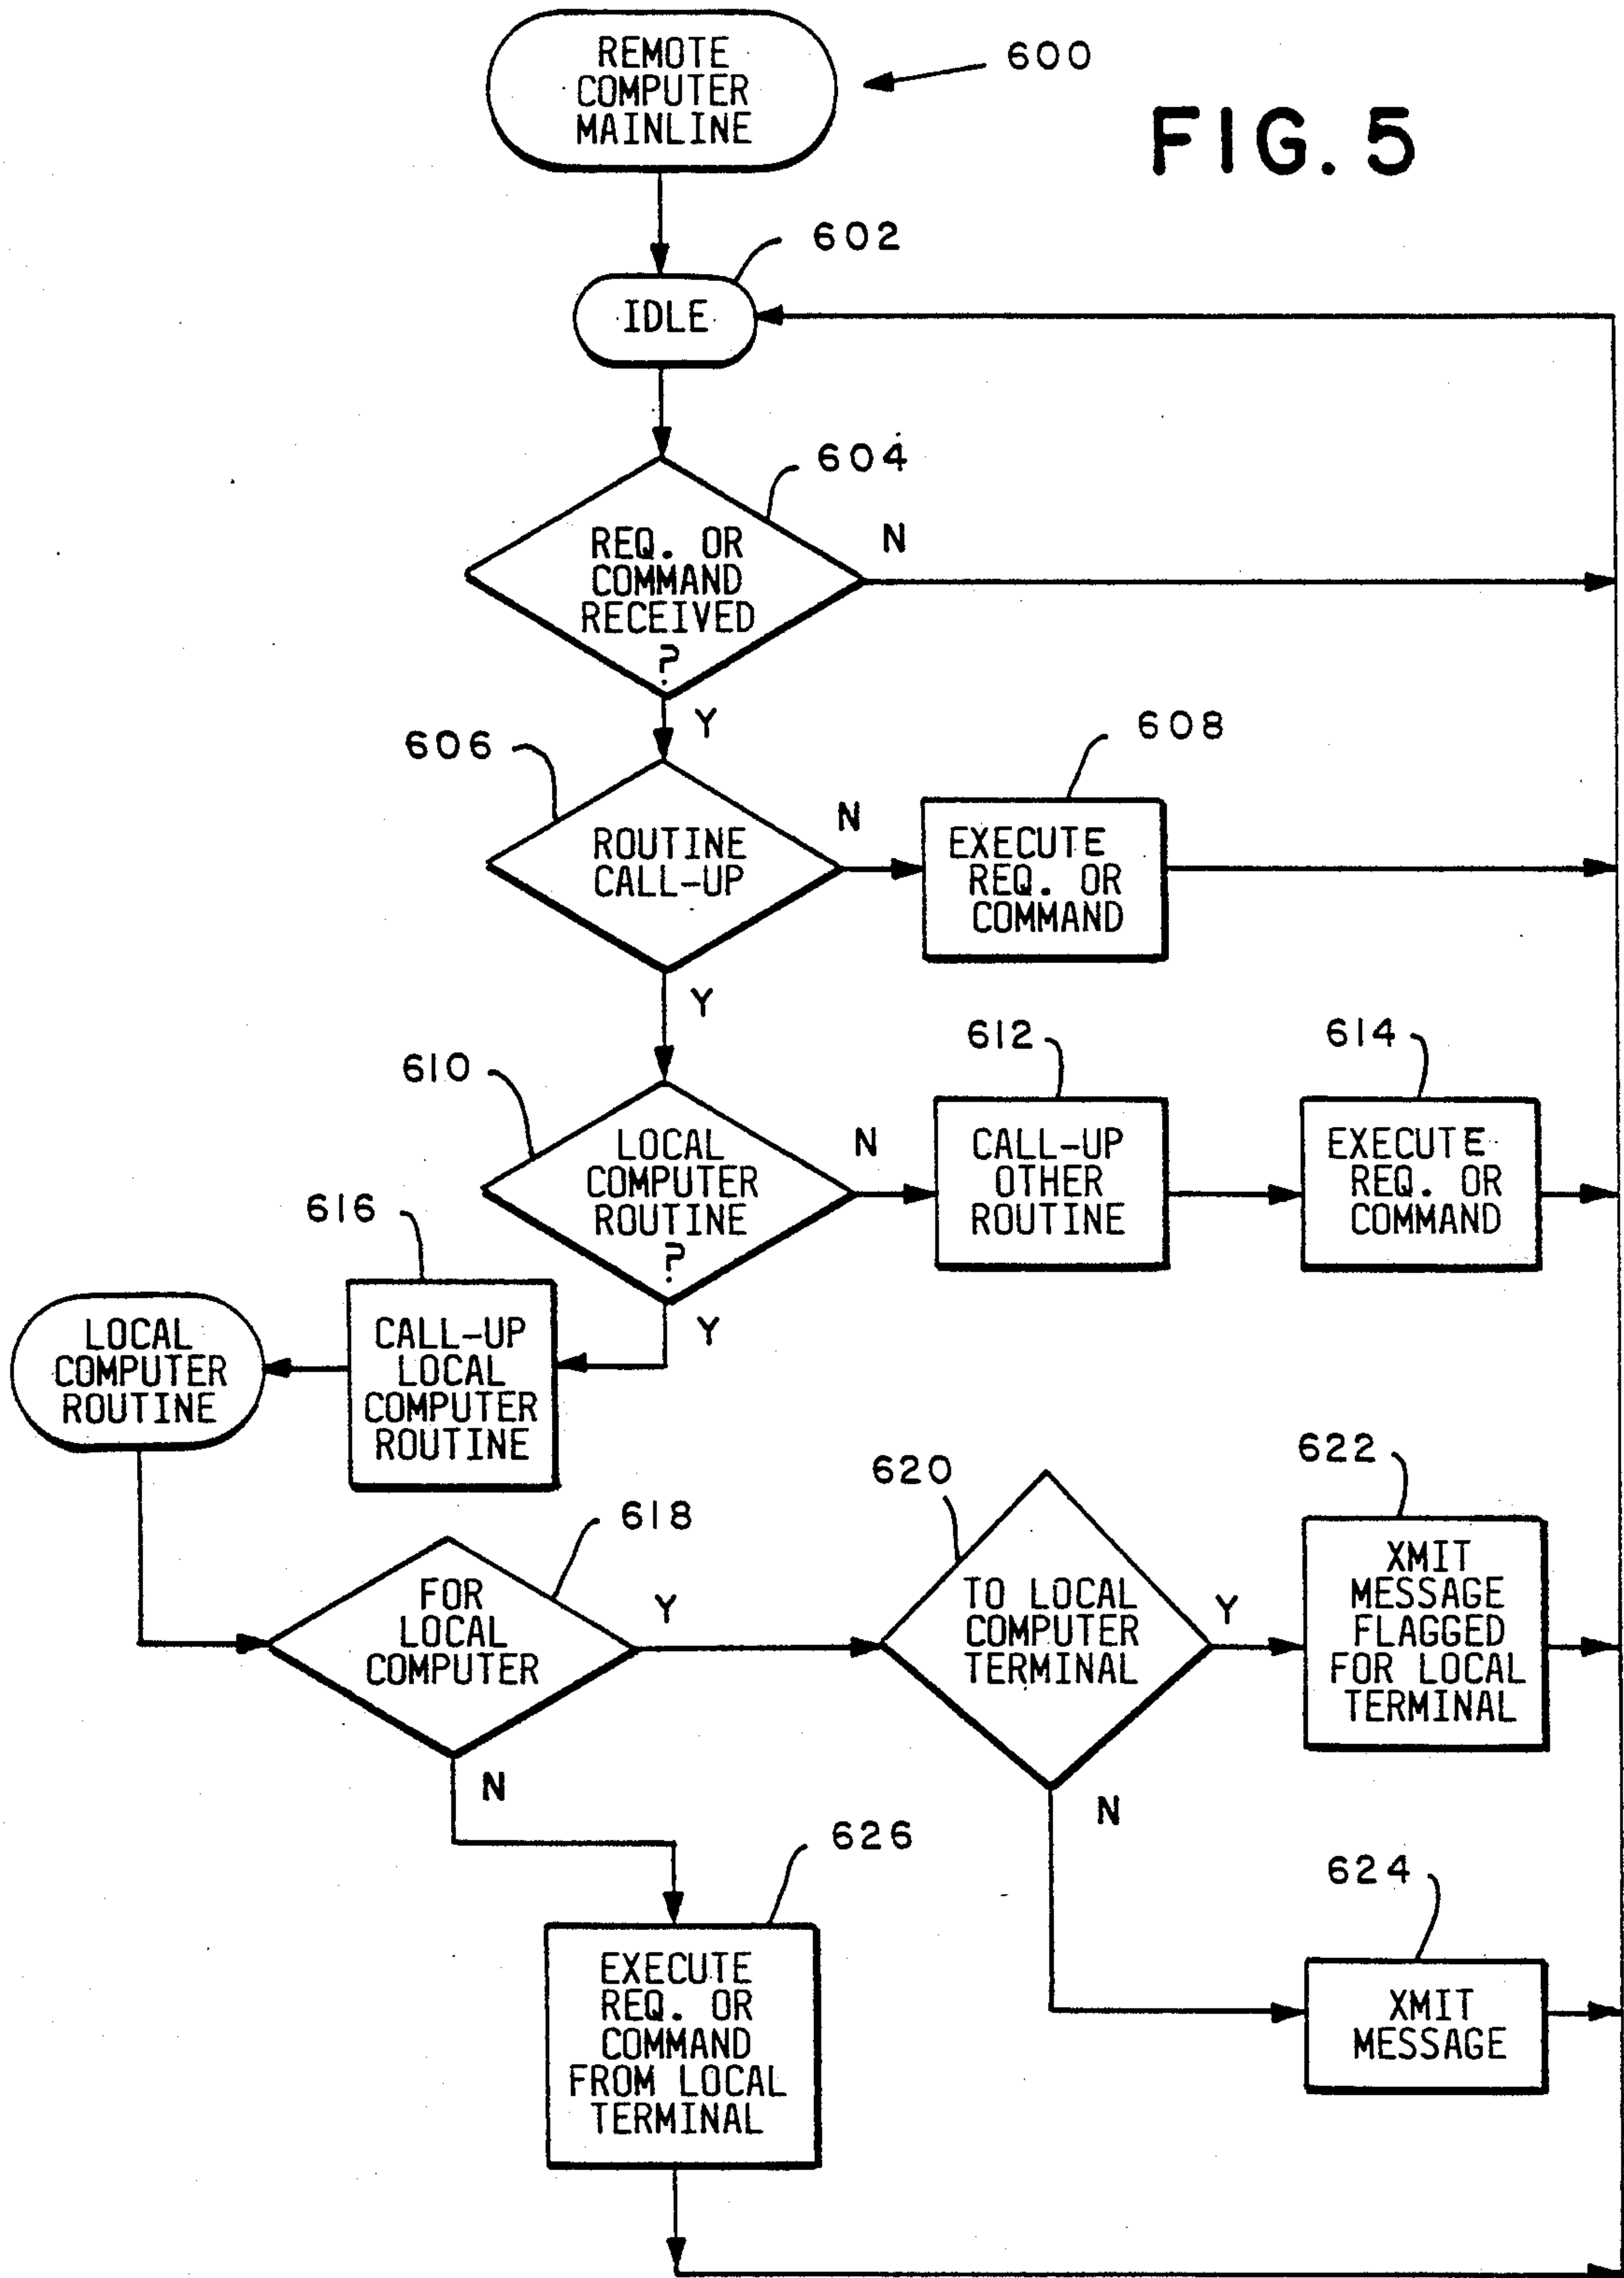 REMOTE
COMPUTER
MAINLINE
600
FIG. 5
602
IDLE
604
REQ. OR
COMMAND
RECEIVED
?
N
Y
606
ROUTINE
CALL-UP
N
608
EXECUTE
REQ. OR
COMMAND
Y
610
LOCAL
COMPUTER
ROUTINE
?
N
612
CALL-UP
OTHER
ROUTINE
614
EXECUTE
REQ. OR
COMMAND
Y
616
CALL-UP
LOCAL
COMPUTER
ROUTINE
LOCAL
COMPUTER
ROUTINE
618
FOR
LOCAL
COMPUTER
Y
620
TO LOCAL
COMPUTER
TERMINAL
Y
622
XMIT
MESSAGE
FLAGGED
FOR LOCAL
TERMINAL
N
N
626
EXECUTE
REQ. OR
COMMAND
FROM LOCAL
TERMINAL
624
XMIT
MESSAGE